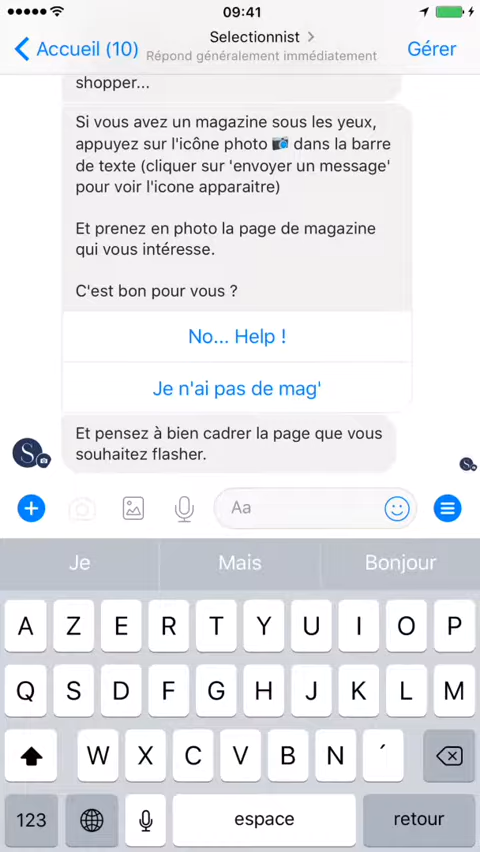 09:41
Accueil (10)
Selectionnist
Répond généralement immédiatement
Gérer
shopper...
Si vous avez un magazine sous les yeux,
appuyez sur l'icône photo 📷 dans la barre
de texte (cliquer sur 'envoyer un message'
pour voir l'icone apparaitre)
Et prenez en photo la page de magazine
qui vous intéresse.
C'est bon pour vous ?
No... Help !
Je n'ai pas de mag'
Et pensez à bien cadrer la page que vous
souhaitez flasher.
S
Aa
Je Mais Bonjour
A Z E R T Y U I O P
Q S D F G H J K L M
W X C V B N ´
123 espace retour